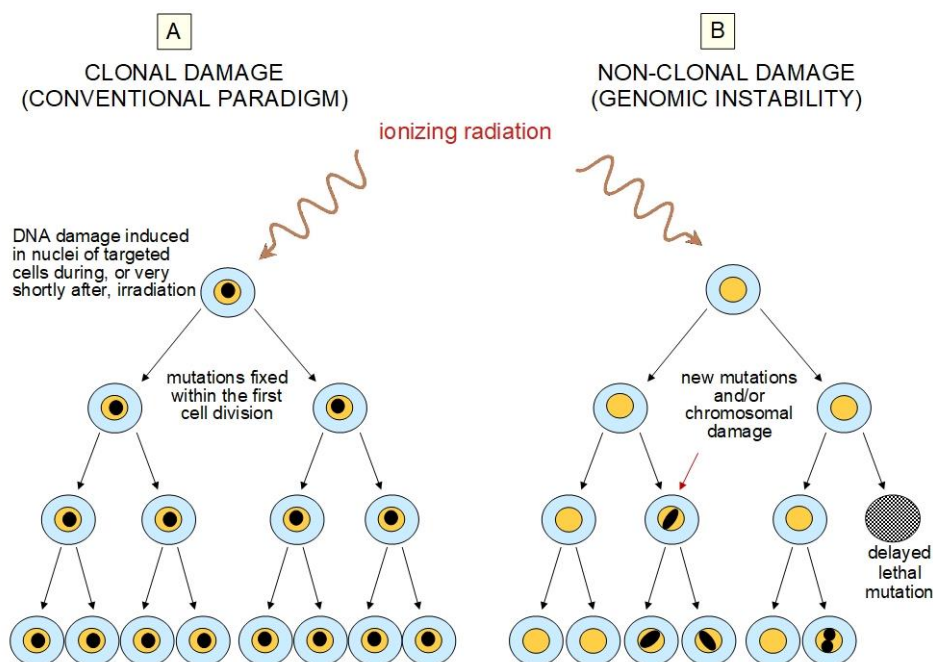 A
CLONAL DAMAGE
(CONVENTIONAL PARADIGM)
B
NON-CLONAL DAMAGE
(GENOMIC INSTABILITY)
ionizing radiation
DNA damage induced
in nuclei of targeted
cells during, or very
shortly after, irradiation
mutations fixed
within the first
cell division
new mutations
and/or
chromosomal
damage
delayed
lethal
mutation